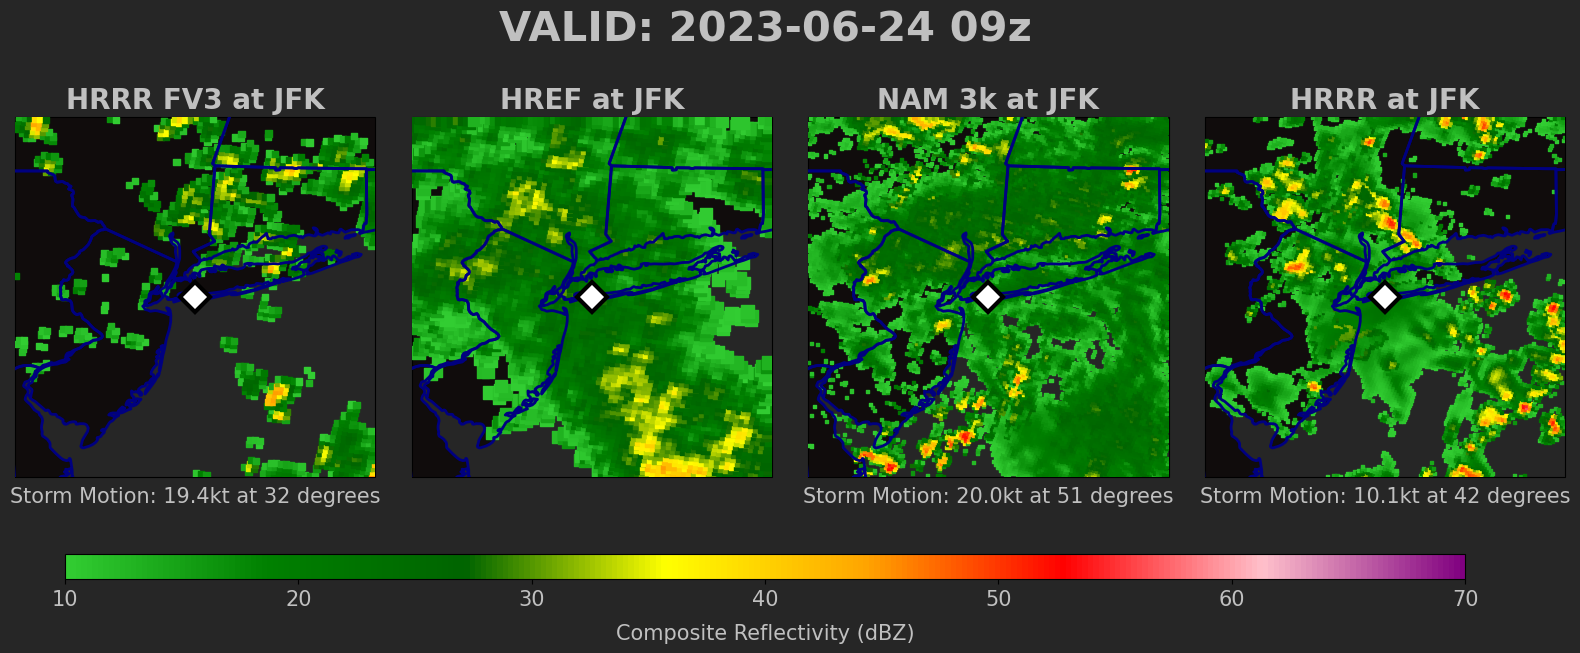 VALID: 2023-06-24 09z
HRRR FV3 at JFK
HREF at JFK
NAM 3k at JFK
HRRR at JFK
Storm Motion: 19.4kt at 32 degrees
Storm Motion: 20.0kt at 51 degrees
Storm Motion: 10.1kt at 42 degrees
10 20 30 40 50 60 70
Composite Reflectivity (dBZ)